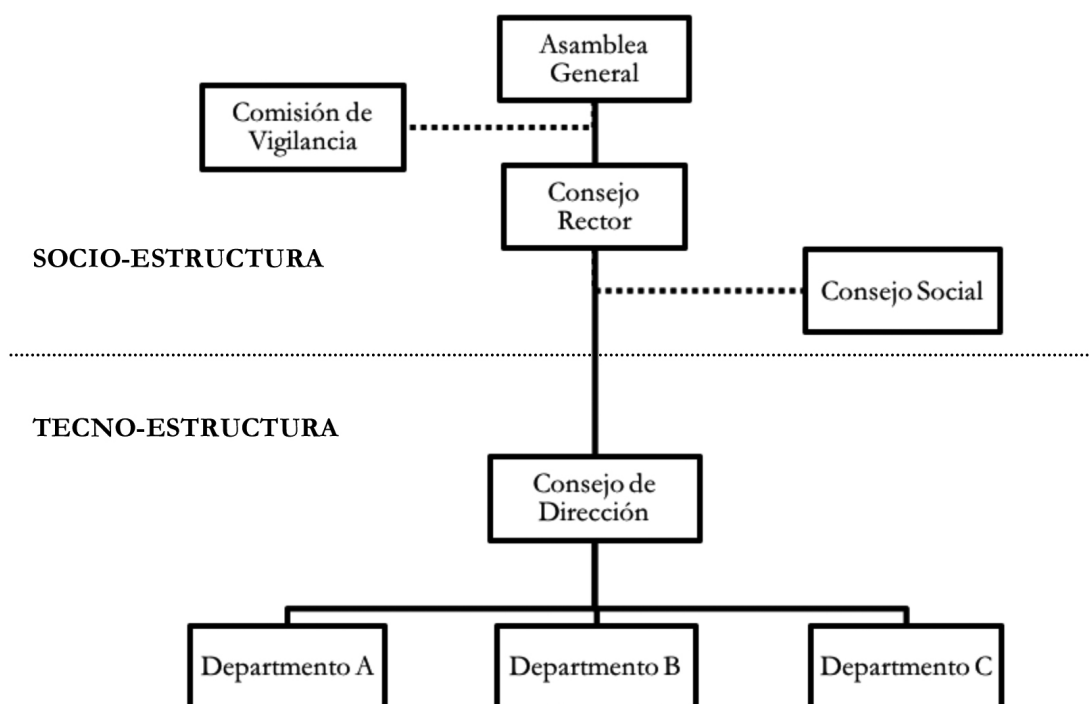 Asamblea
General
Comisión de
Vigilancia
Consejo
Rector
SOCIO-ESTRUCTURA
Consejo Social
TECNO-ESTRUCTURA
Consejo de
Dirección
Departmento A
Departmento B
Departmento C